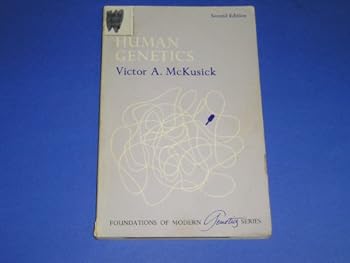 Second Edition
HUMAN
GENETICS
Victor A. McKusick
FOUNDATIONS OF MODERN Genetics SERIES